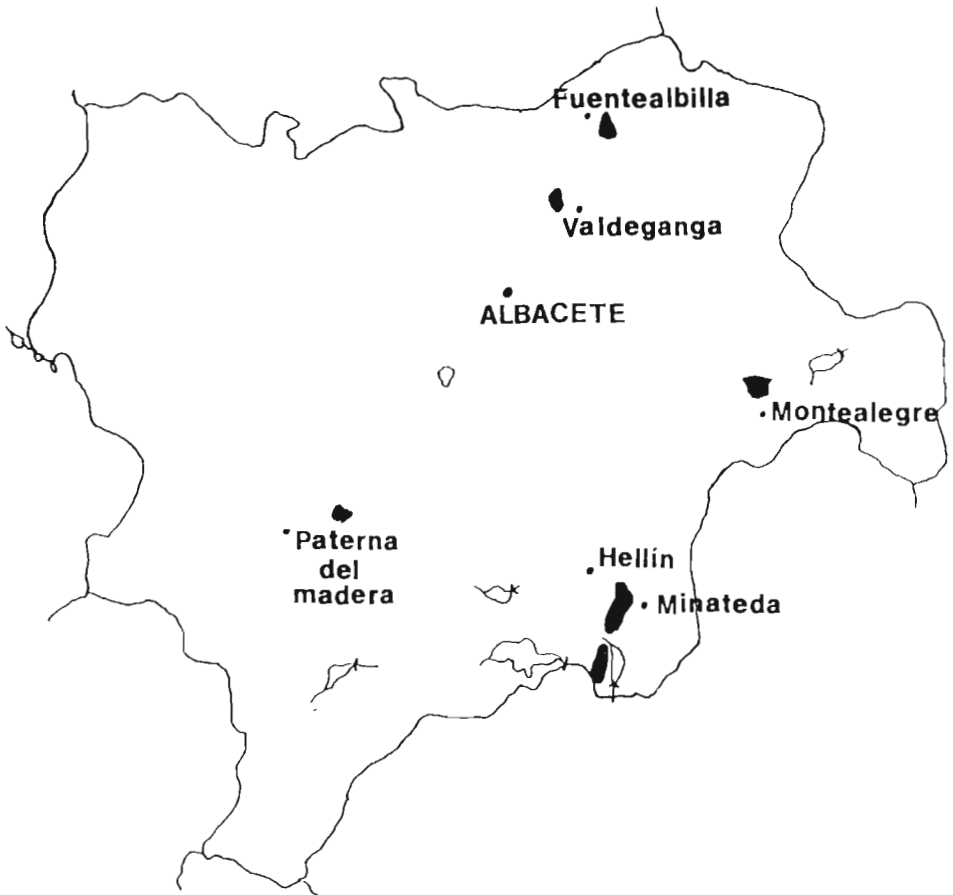 Fuentealbilla
Valdeganga
ALBACETE
Montealegre
Paterna
del
madera
Hellín
Minateda